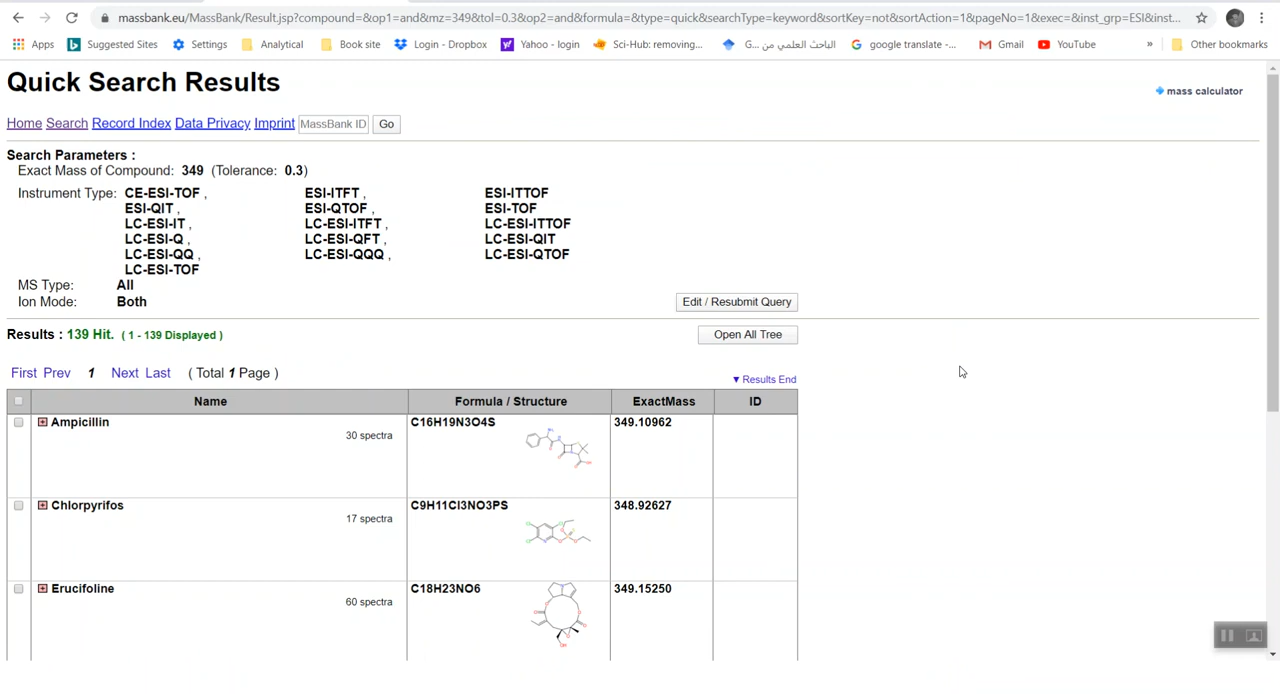 massbank.eu/MassBank/Result.jsp?compound=&op1=and&mz=349&tol=0.3&op2=and&formula=&type=quick&searchType=keyword&sortKey=not&sortAction=1&pageNo=1&exec=&inst_grp=ESI&inst...
Apps Suggested Sites Settings Analytical Book site Login - Dropbox Yahoo - login Sci-Hub: removing... G... الباحث العلمي من google translate -... Gmail YouTube » Other bookmarks
Quick Search Results
mass calculator
Home Search Record Index Data Privacy Imprint MassBank ID Go
Search Parameters :
Exact Mass of Compound: 349 (Tolerance: 0.3)
Instrument Type: CE-ESI-TOF , ESI-ITFT , ESI-ITTOF
ESI-QIT , ESI-QTOF , ESI-TOF
LC-ESI-IT , LC-ESI-ITFT , LC-ESI-ITTOF
LC-ESI-Q , LC-ESI-QFT , LC-ESI-QIT
LC-ESI-QQ , LC-ESI-QQQ , LC-ESI-QTOF
LC-ESI-TOF
MS Type: All
Ion Mode: Both
Edit / Resubmit Query
Results : 139 Hit. ( 1 - 139 Displayed )
Open All Tree
First Prev 1 Next Last ( Total 1 Page )
▼ Results End
Name Formula / Structure ExactMass ID
Ampicillin C16H19N3O4S 349.10962
30 spectra
Chlorpyrifos C9H11Cl3NO3PS 348.92627
17 spectra
Erucifoline C18H23NO6 349.15250
60 spectra